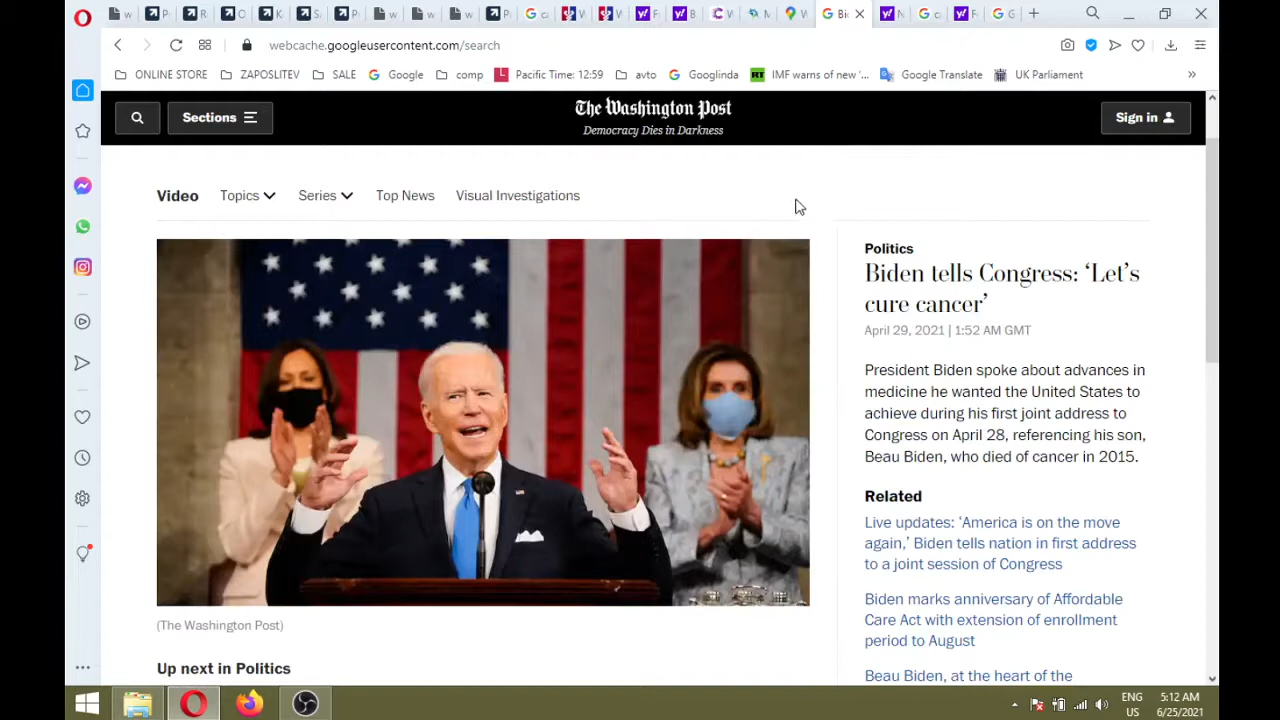 webcache.googleusercontent.com/search
ONLINE STORE
ZAPOSLITEV
SALE
Google
comp
Pacific Time: 12:59
avto
Googlinda
RT
IMF warns of new '...
Google Translate
UK Parliament
»
Sections
The Washington Post
Democracy Dies in Darkness
Sign in
Video
Topics
Series
Top News
Visual Investigations
Politics
Biden tells Congress: ‘Let’s
cure cancer’
April 29, 2021 | 1:52 AM GMT
President Biden spoke about advances in
medicine he wanted the United States to
achieve during his first joint address to
Congress on April 28, referencing his son,
Beau Biden, who died of cancer in 2015.
Related
Live updates: ‘America is on the move
again,’ Biden tells nation in first address
to a joint session of Congress
Biden marks anniversary of Affordable
Care Act with extension of enrollment
period to August
Beau Biden, at the heart of the
(The Washington Post)
Up next in Politics
ENG
US
5:12 AM
6/25/2021